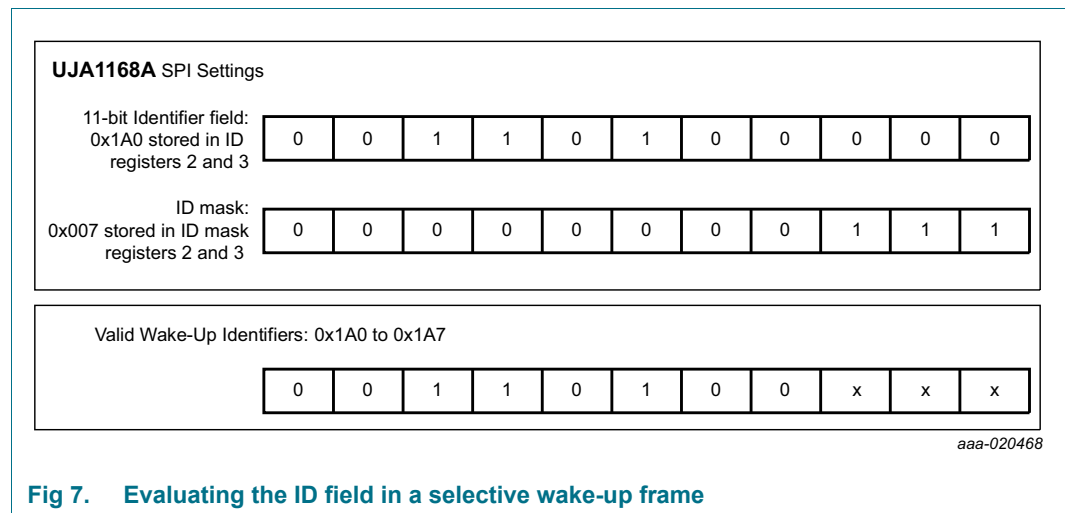 UJA1168A SPI Settings
11-bit Identifier field:
0x1A0 stored in ID
registers 2 and 3
0 0 1 1 0 1 0 0 0 0 0
ID mask:
0x007 stored in ID mask
registers 2 and 3
0 0 0 0 0 0 0 0 1 1 1
Valid Wake-Up Identifiers: 0x1A0 to 0x1A7
0 0 1 1 0 1 0 0 x x x
aaa-020468
Fig 7. Evaluating the ID field in a selective wake-up frame